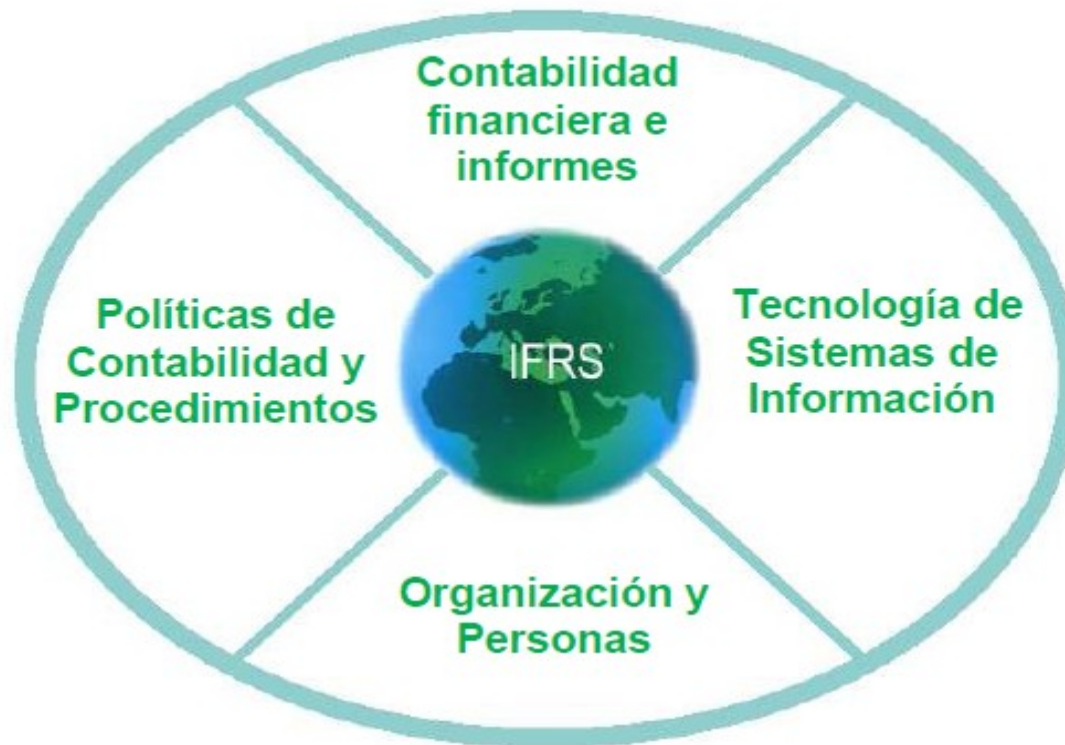 Contabilidad
financiera e
informes
Políticas de
Contabilidad y
Procedimientos
IFRS
Tecnología de
Sistemas de
Información
Organización y
Personas